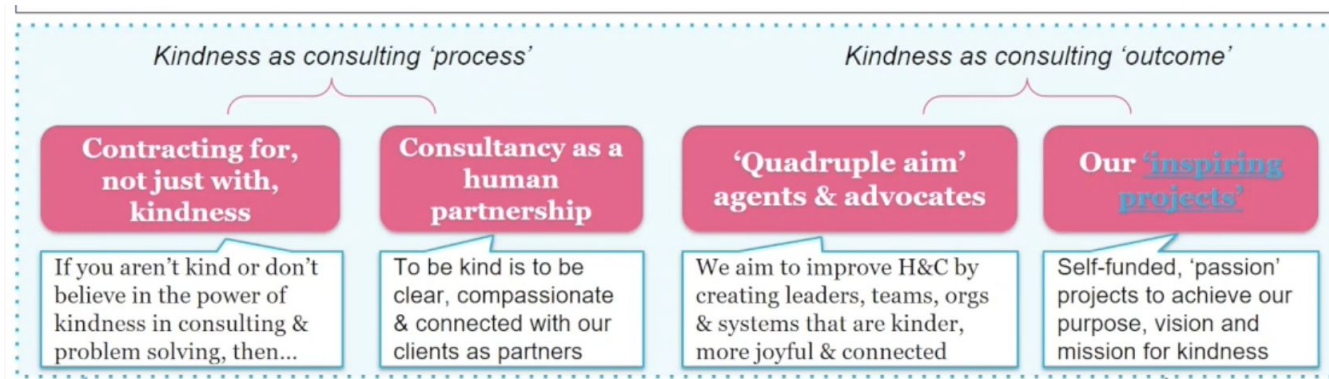 Kindness as consulting ‘process’
Kindness as consulting ‘outcome’
Contracting for,
not just with,
kindness
Consultancy as a
human
partnership
‘Quadruple aim’
agents & advocates
Our ‘inspiring
projects’
If you aren’t kind or don’t
believe in the power of
kindness in consulting &
problem solving, then...
To be kind is to be
clear, compassionate
& connected with our
clients as partners
We aim to improve H&C by
creating leaders, teams, orgs
& systems that are kinder,
more joyful & connected
Self-funded, ‘passion’
projects to achieve our
purpose, vision and
mission for kindness